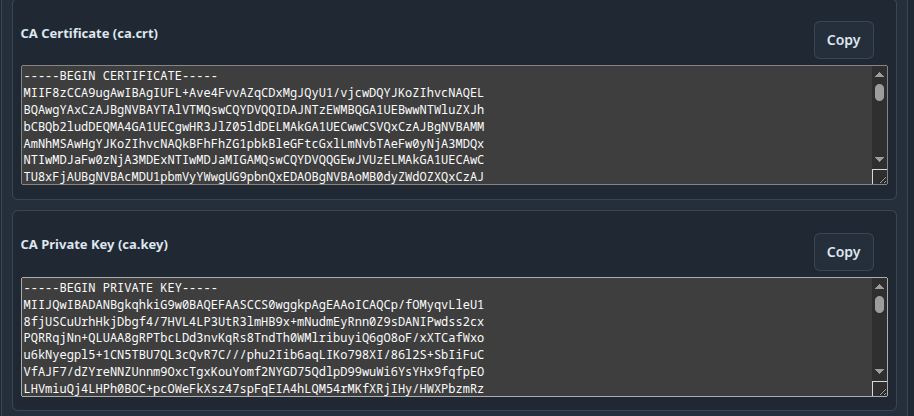 CA Certificate (ca.crt)
Copy
-----BEGIN CERTIFICATE-----
MIIF8zCCA9ugAwIBAgIUFL+Ave4FvvAZqCDxMgJQyU1/vjcwDQYJKoZIhvcNAQEL
BQAwgYAxCzAJBgNVBAYTAlVTMQswCQYDVQQIDAJNTzEWMBQGA1UEBwwNTWluZXJh
bCBQb2ludDEQMA4GA1UECgwHR3JlZ05ldDELMAkGA1UECwwCSVQxCzAJBgNVBAMM
AmNhMSAwHgYJKoZIhvcNAQkBFhFhZG1pbkBleGFtcGxlLmNvbTAeFw0yNjA3MDQx
NTIwMDJaFw0zNjA3MDExNTIwMDJaMIGAMQswCQYDVQQGEwJVUzELMAkGA1UECAwC
TU8xFjAUBgNVBAcMDU1pbmVyYWwgUG9pbnQxEDAOBgNVBAoMB0dyZWdOZXQxCzAJ
CA Private Key (ca.key)
Copy
-----BEGIN PRIVATE KEY-----
MIIJQwIBADANBgkqhkiG9w0BAQEFAASCCS0wggkpAgEAAoICAQCp/fOMyqvLleU1
8fjUSCuUrhHkjDbgf4/7HVL4LP3UtR3lmHB9x+mNudmEyRnn0Z9sDANIPwdss2cx
PQRRqjNn+QLUAA8gRPTbcLDd3nvKqRs8TndTh0WMlribuyiQ6gO8oF/xXTCafWxo
u6kNyegpl5+1CN5TBU7QL3cQvR7C///phu2Iib6aqLIKo798XI/86l2S+SbIiFuC
VfAJF7/dZYreNNZUnnm9OxcTgxKouYomf2NYGD75QdlpD99wuWi6YsYHx9fqfpEO
LHVmiuQj4LHPh0BOC+pcOWeFkXsz47spFqEIA4hLQM54rMKfXRjIHy/HWXPbzmRz